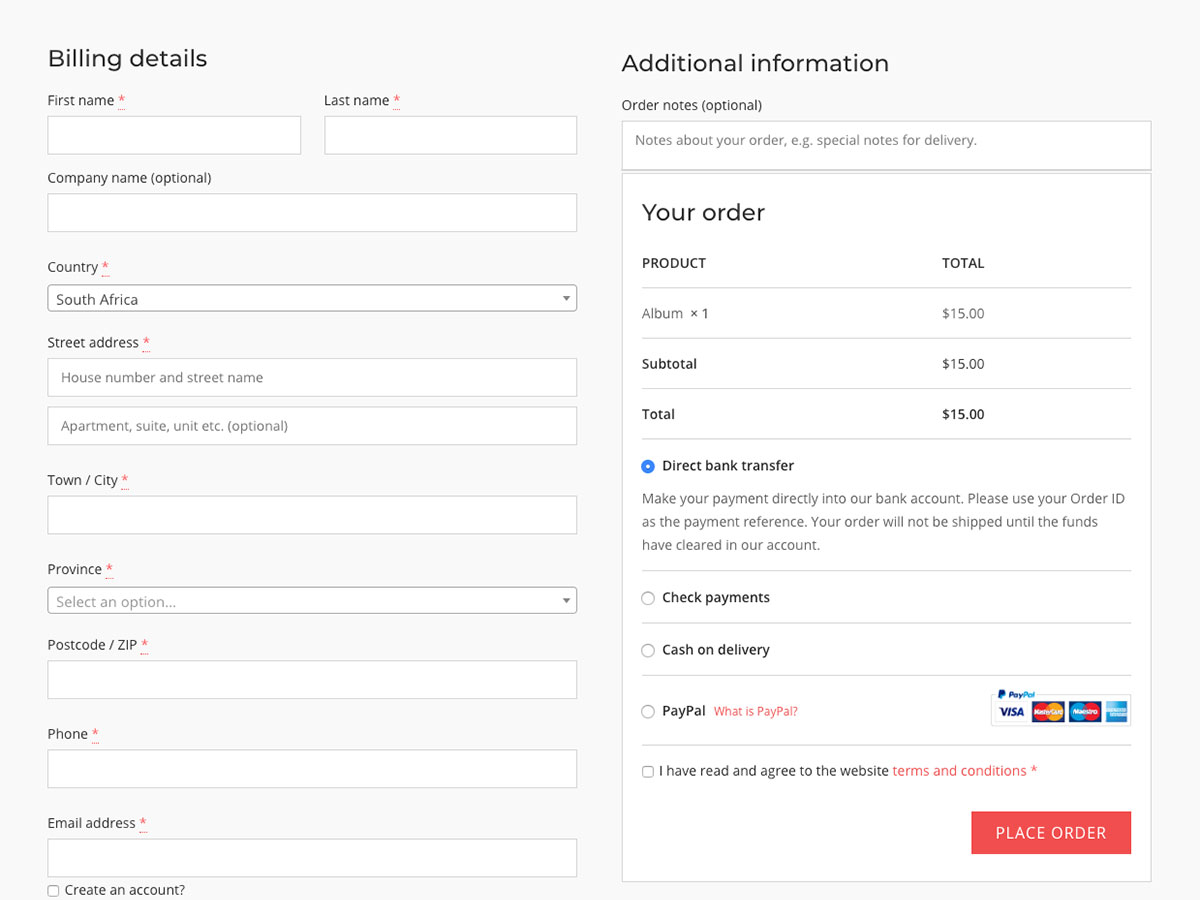 Billing details
First name *
Last name *
Company name (optional)
Country *
South Africa
Street address *
House number and street name
Apartment, suite, unit etc. (optional)
Town / City *
Province *
Select an option...
Postcode / ZIP *
Phone *
Email address *
Create an account?
Additional information
Order notes (optional)
Notes about your order, e.g. special notes for delivery.
Your order
PRODUCT TOTAL
Album × 1 $15.00
Subtotal $15.00
Total $15.00
Direct bank transfer
Make your payment directly into our bank account. Please use your Order ID
as the payment reference. Your order will not be shipped until the funds
have cleared in our account.
Check payments
Cash on delivery
PayPal What is PayPal?
PayPal
VISA MasterCard Maestro
I have read and agree to the website terms and conditions *
PLACE ORDER